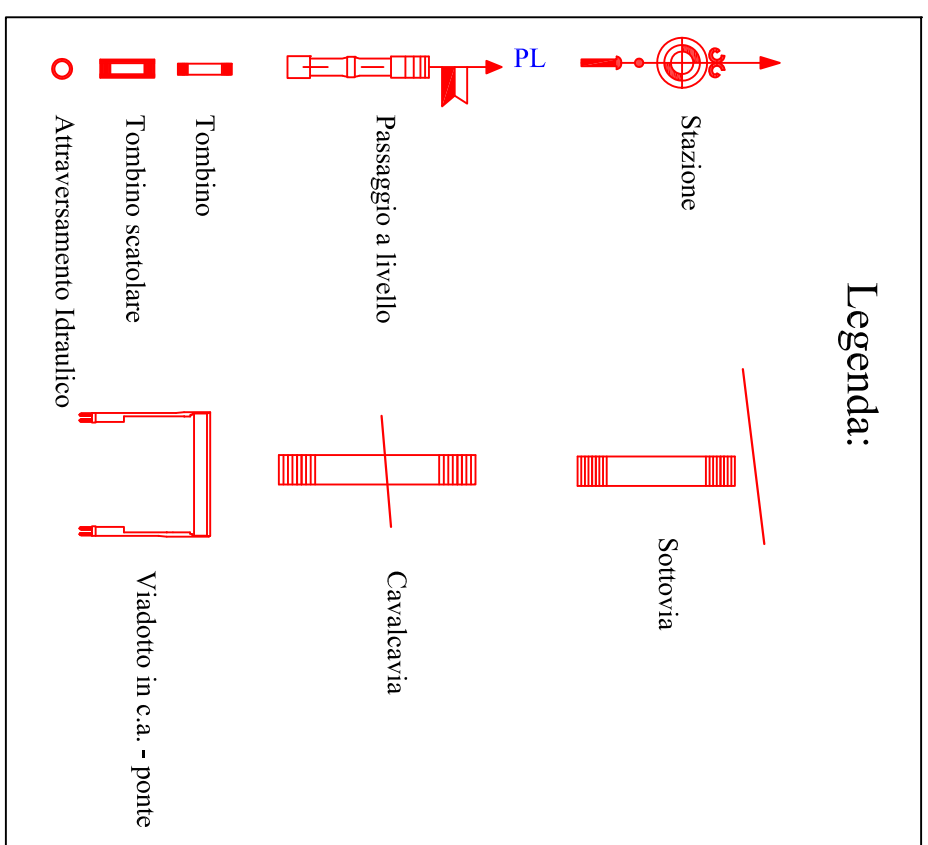 Legenda:
Stazione
Sottovia
PL
Passaggio a livello
Cavalcavia
Tombino
Tombino scatolare
Attraversamento Idraulico
Viadotto in c.a. - ponte